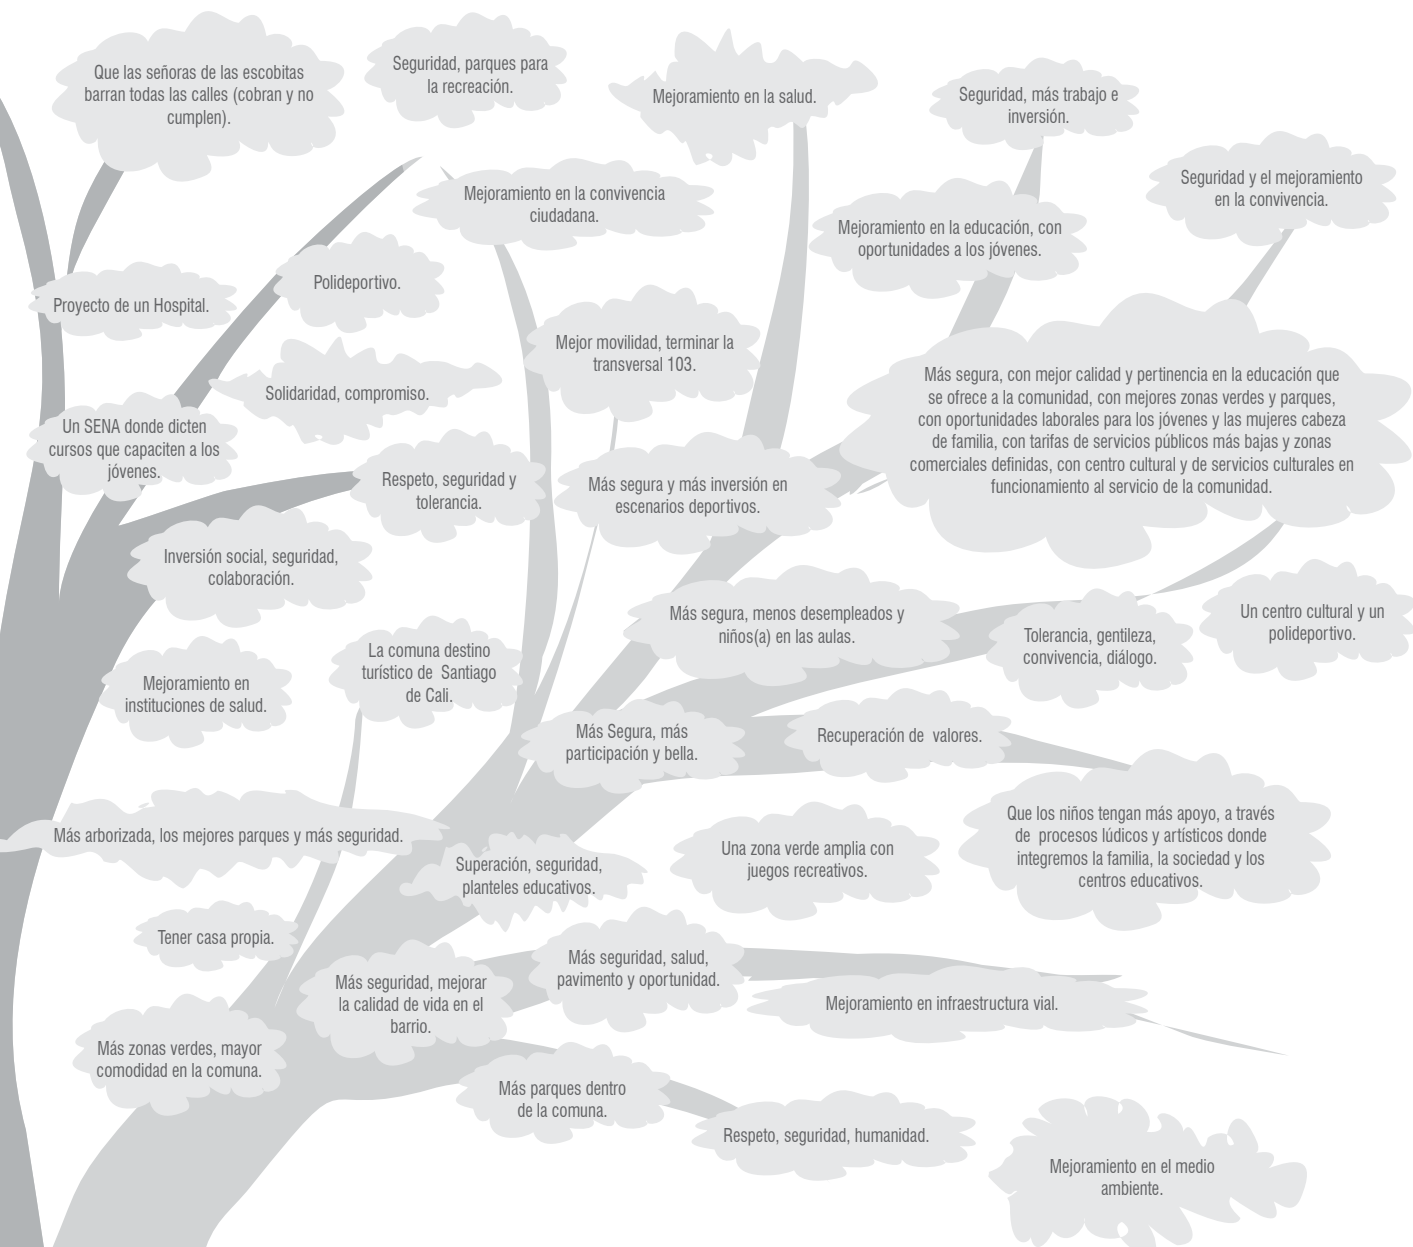 Que las señoras de las escobitas
barran todas las calles (cobran y no
cumplen).
Seguridad, parques para
la recreación.
Mejoramiento en la salud.
Seguridad, más trabajo e
inversión.
Seguridad y el mejoramiento
en la convivencia.
Mejoramiento en la convivencia
ciudadana.
Mejoramiento en la educación, con
oportunidades a los jóvenes.
Proyecto de un Hospital.
Polideportivo.
Mejor movilidad, terminar la
transversal 103.
Solidaridad, compromiso.
Más segura, con mejor calidad y pertinencia en la educación que
se ofrece a la comunidad, con mejores zonas verdes y parques,
con oportunidades laborales para los jóvenes y las mujeres cabeza
de familia, con tarifas de servicios públicos más bajas y zonas
comerciales definidas, con centro cultural y de servicios culturales en
funcionamiento al servicio de la comunidad.
Un SENA donde dicten
cursos que capaciten a los
jóvenes.
Respeto, seguridad y
tolerancia.
Más segura y más inversión en
escenarios deportivos.
Inversión social, seguridad,
colaboración.
Más segura, menos desempleados y
niños(a) en las aulas.
Tolerancia, gentileza,
convivencia, diálogo.
Un centro cultural y un
polideportivo.
La comuna destino
turístico de Santiago
de Cali.
Mejoramiento en
instituciones de salud.
Más Segura, más
participación y bella.
Recuperación de valores.
Más arborizada, los mejores parques y más seguridad.
Superación, seguridad,
planteles educativos.
Una zona verde amplia con
juegos recreativos.
Que los niños tengan más apoyo, a través
de procesos lúdicos y artísticos donde
integremos la familia, la sociedad y los
centros educativos.
Tener casa propia.
Más seguridad, mejorar
la calidad de vida en el
barrio.
Más seguridad, salud,
pavimento y oportunidad.
Mejoramiento en infraestructura vial.
Más zonas verdes, mayor
comodidad en la comuna.
Más parques dentro
de la comuna.
Respeto, seguridad, humanidad.
Mejoramiento en el medio
ambiente.